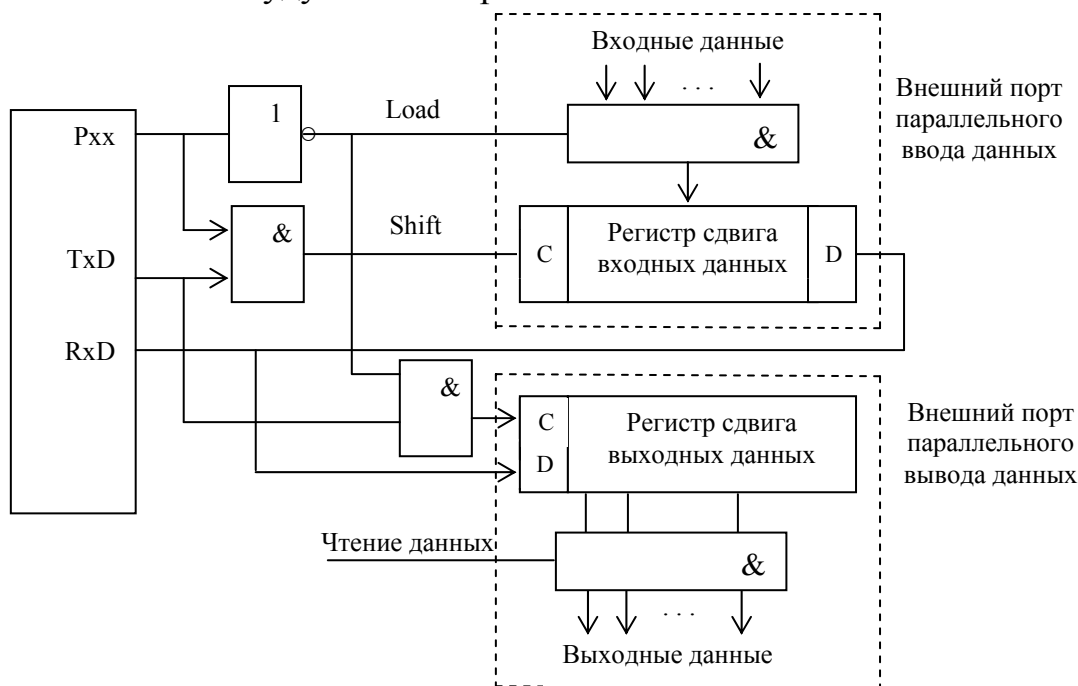 Входные данные
. . .
&
Внешний порт
параллельного
ввода данных
Pxx
1
Load
TxD
&
Shift
C
Регистр сдвига
входных данных
D
RxD
&
C
D
Регистр сдвига
выходных данных
Внешний порт
параллельного
вывода данных
Чтение данных
&
. . .
Выходные данные